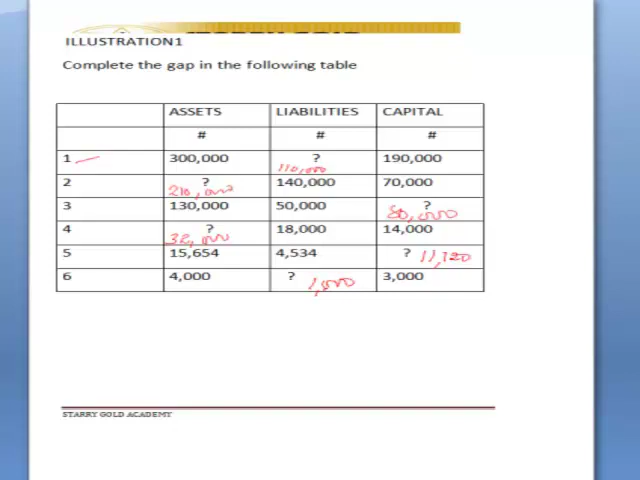 STARRY GOLD
ILLUSTRATION1
Complete the gap in the following table
ASSETS LIABILITIES CAPITAL
# # #
1 300,000 ? 190,000
110,000
2 ? 140,000 70,000
210,000
3 130,000 50,000 ?
80,000
4 ? 18,000 14,000
32,000
5 15,654 4,534 ? 11,120
6 4,000 ? 1,000 3,000
STARRY GOLD ACADEMY